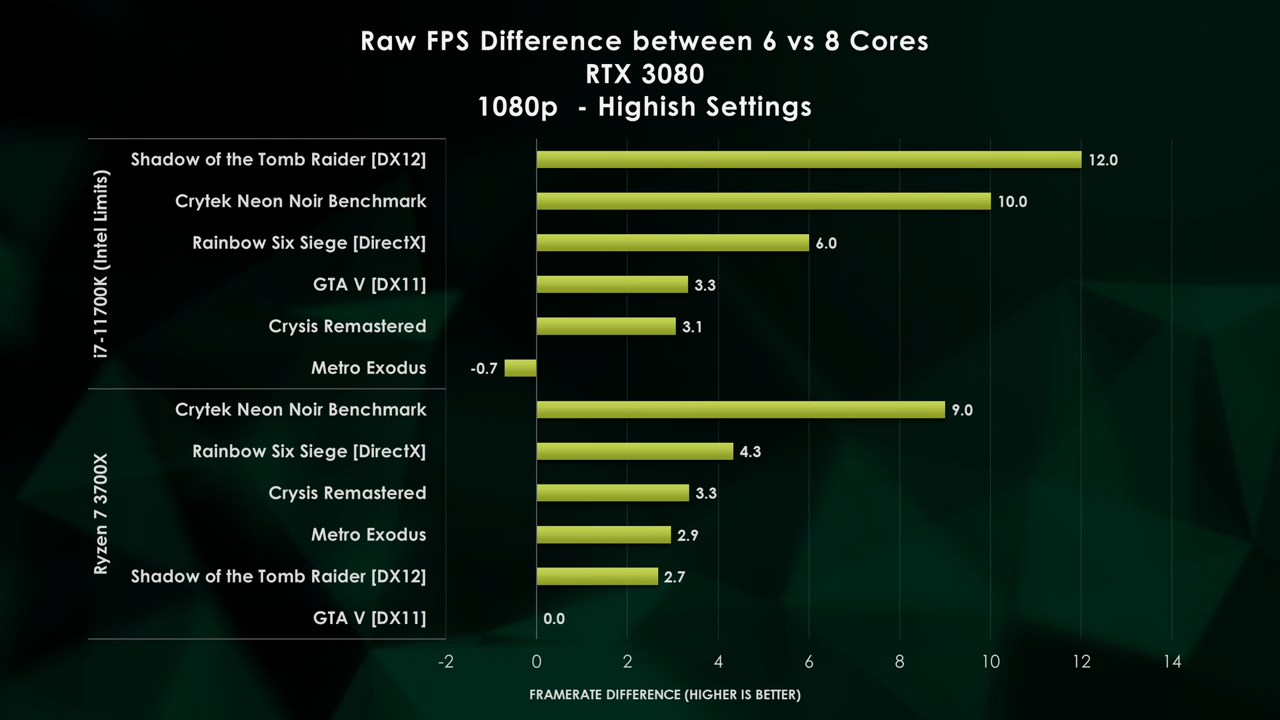 Raw FPS Difference between 6 vs 8 Cores
RTX 3080
1080p - Highish Settings
i7-11700K (Intel Limits)
Shadow of the Tomb Raider [DX12] 12.0
Crytek Neon Noir Benchmark 10.0
Rainbow Six Siege [DirectX] 6.0
GTA V [DX11] 3.3
Crysis Remastered 3.1
Metro Exodus -0.7
Ryzen 7 3700X
Crytek Neon Noir Benchmark 9.0
Rainbow Six Siege [DirectX] 4.3
Crysis Remastered 3.3
Metro Exodus 2.9
Shadow of the Tomb Raider [DX12] 2.7
GTA V [DX11] 0.0
-2 0 2 4 6 8 10 12 14
FRAMERATE DIFFERENCE (HIGHER IS BETTER)